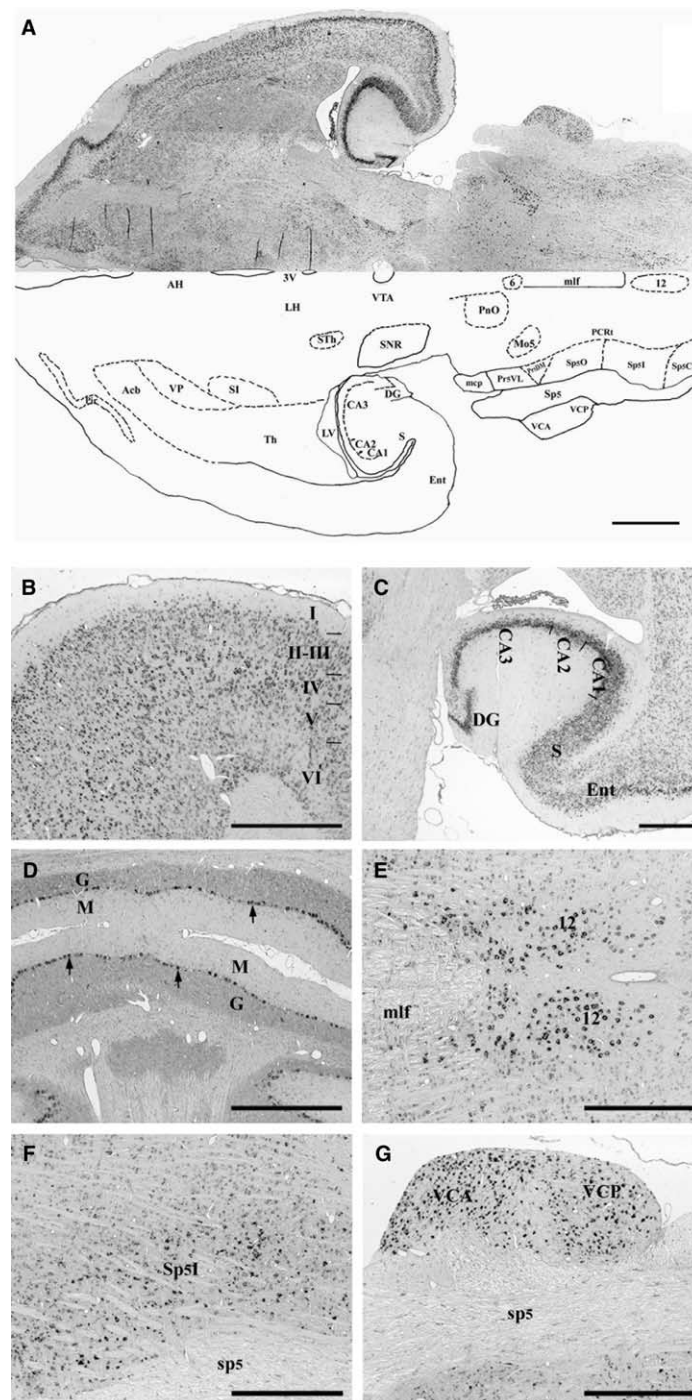 A
AH 3V VTA 6 mlf 12
LH PnO
STh SNR Mo5 PCRt
Acb VP SI DG mcp Pr5VL Sp5O Sp5I Sp5C
CA3 Sp5
Th LV CA2 CA1 S VCA VCP
Ent
B
I
II-III
IV
V
VI
C
CA3 CA2 CA1
DG
S
Ent
D
G
M
M
G
E
12
mlf
12
F
Sp5I
sp5
G
VCA VCP
sp5